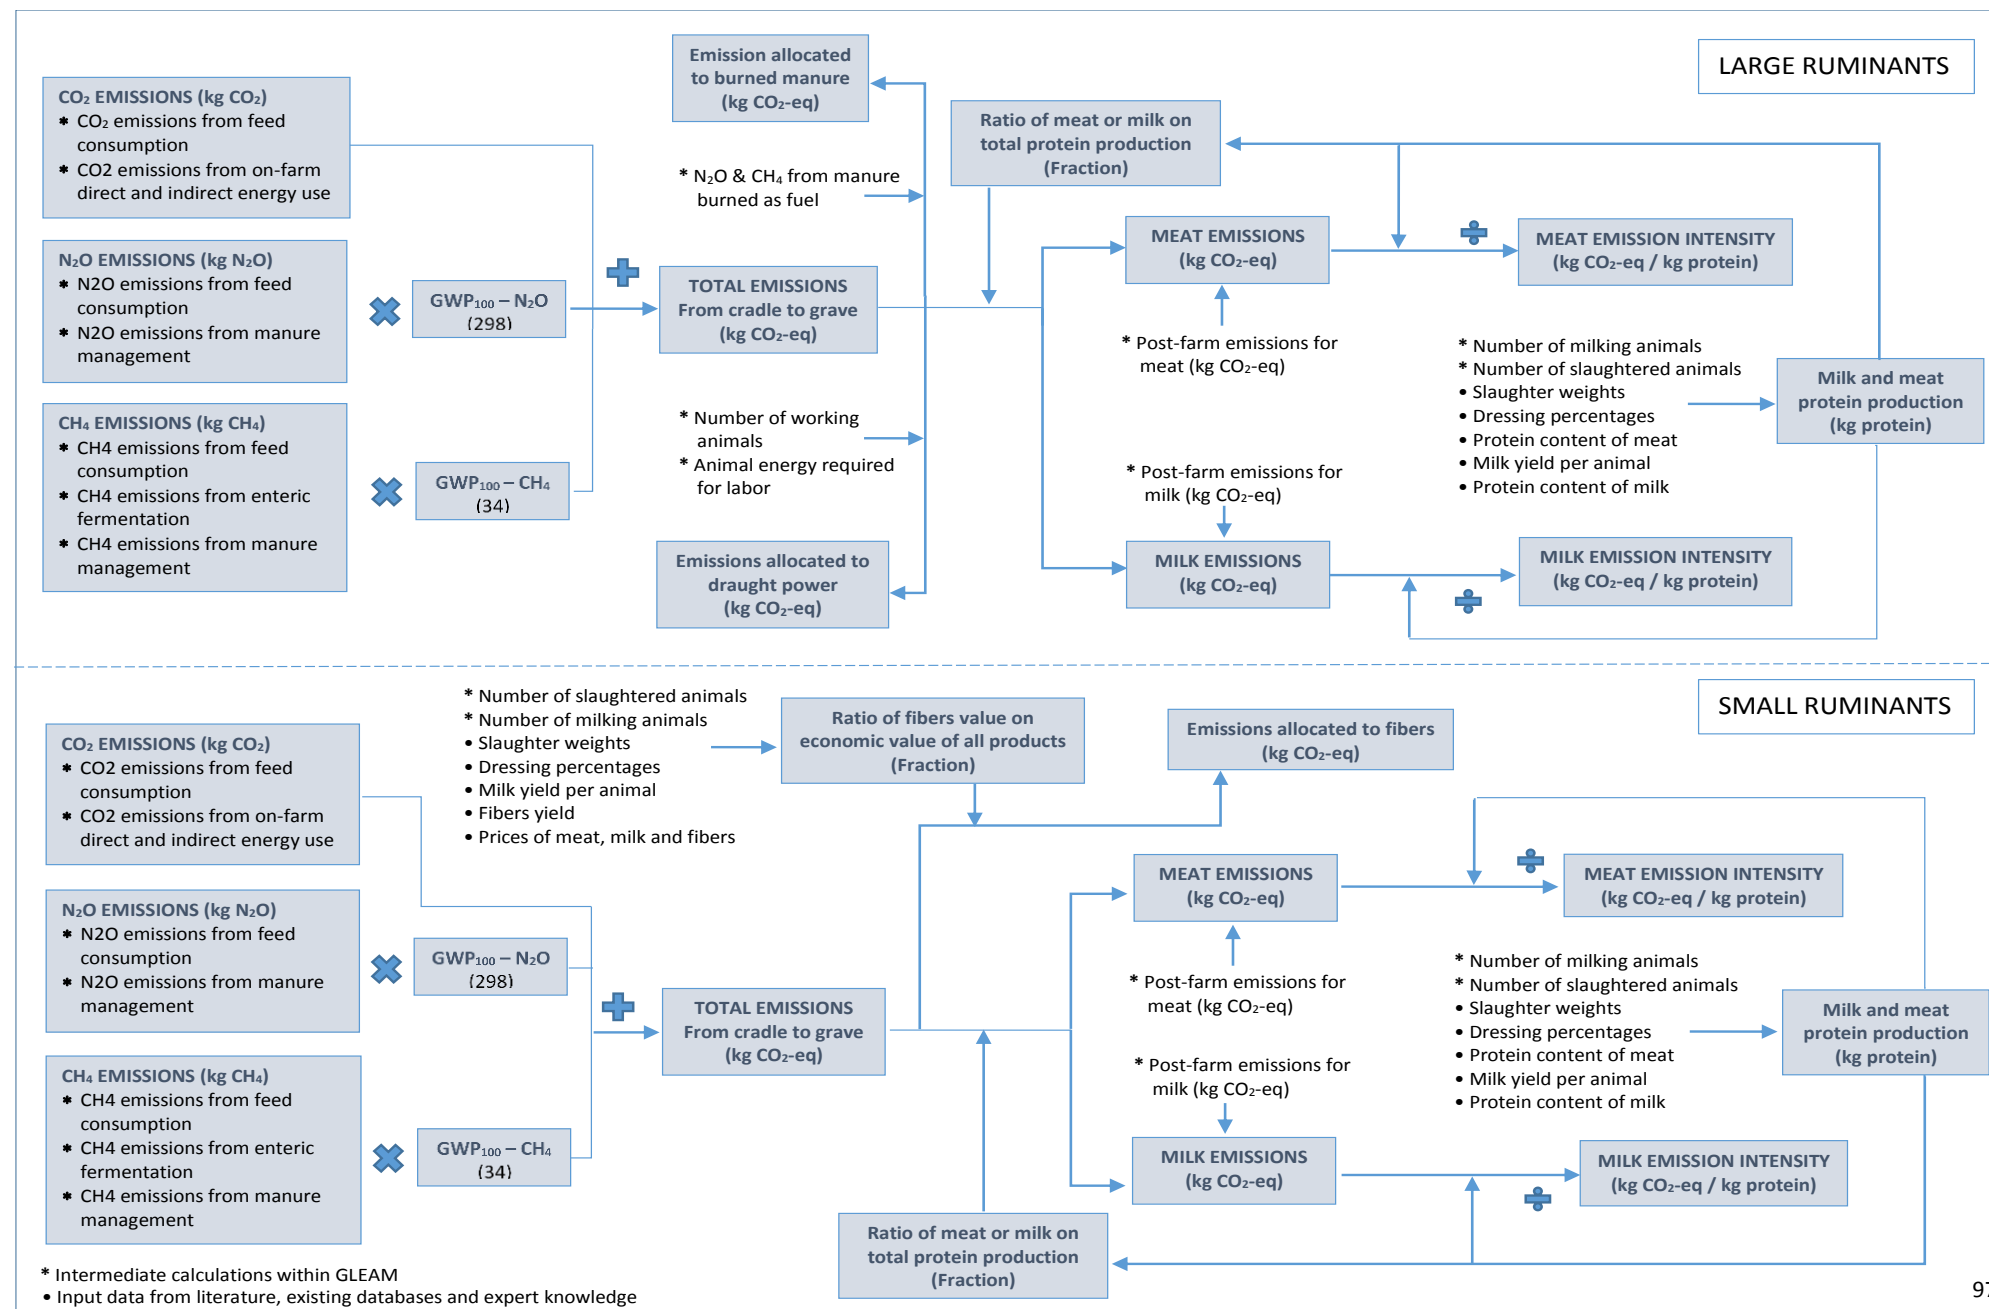 LARGE RUMINANTS
CO₂ EMISSIONS (kg CO₂)
* CO₂ emissions from feed
consumption
* CO2 emissions from on-farm
direct and indirect energy use
N₂O EMISSIONS (kg N₂O)
* N2O emissions from feed
consumption
* N2O emissions from manure
management
CH₄ EMISSIONS (kg CH₄)
* CH4 emissions from feed
consumption
* CH4 emissions from enteric
fermentation
* CH4 emissions from manure
management
GWP₁₀₀ – N₂O
(298)
GWP₁₀₀ – CH₄
(34)
Emission allocated
to burned manure
(kg CO₂-eq)
* N₂O & CH₄ from manure
burned as fuel
TOTAL EMISSIONS
From cradle to grave
(kg CO₂-eq)
* Number of working
animals
* Animal energy required
for labor
Emissions allocated to
draught power
(kg CO₂-eq)
Ratio of meat or milk on
total protein production
(Fraction)
MEAT EMISSIONS
(kg CO₂-eq)
* Post-farm emissions for
meat (kg CO₂-eq)
* Post-farm emissions for
milk (kg CO₂-eq)
MILK EMISSIONS
(kg CO₂-eq)
MEAT EMISSION INTENSITY
(kg CO₂-eq / kg protein)
* Number of milking animals
* Number of slaughtered animals
• Slaughter weights
• Dressing percentages
• Protein content of meat
• Milk yield per animal
• Protein content of milk
Milk and meat
protein production
(kg protein)
MILK EMISSION INTENSITY
(kg CO₂-eq / kg protein)
SMALL RUMINANTS
CO₂ EMISSIONS (kg CO₂)
* CO2 emissions from feed
consumption
* CO2 emissions from on-farm
direct and indirect energy use
N₂O EMISSIONS (kg N₂O)
* N2O emissions from feed
consumption
* N2O emissions from manure
management
CH₄ EMISSIONS (kg CH₄)
* CH4 emissions from feed
consumption
* CH4 emissions from enteric
fermentation
* CH4 emissions from manure
management
GWP₁₀₀ – N₂O
(298)
GWP₁₀₀ – CH₄
(34)
* Number of slaughtered animals
* Number of milking animals
• Slaughter weights
• Dressing percentages
• Milk yield per animal
• Fibers yield
• Prices of meat, milk and fibers
Ratio of fibers value on
economic value of all products
(Fraction)
Emissions allocated to fibers
(kg CO₂-eq)
TOTAL EMISSIONS
From cradle to grave
(kg CO₂-eq)
MEAT EMISSIONS
(kg CO₂-eq)
* Post-farm emissions for
meat (kg CO₂-eq)
* Post-farm emissions for
milk (kg CO₂-eq)
MILK EMISSIONS
(kg CO₂-eq)
MEAT EMISSION INTENSITY
(kg CO₂-eq / kg protein)
* Number of milking animals
* Number of slaughtered animals
• Slaughter weights
• Dressing percentages
• Protein content of meat
• Milk yield per animal
• Protein content of milk
Milk and meat
protein production
(kg protein)
MILK EMISSION INTENSITY
(kg CO₂-eq / kg protein)
Ratio of meat or milk on
total protein production
(Fraction)
* Intermediate calculations within GLEAM
• Input data from literature, existing databases and expert knowledge
97